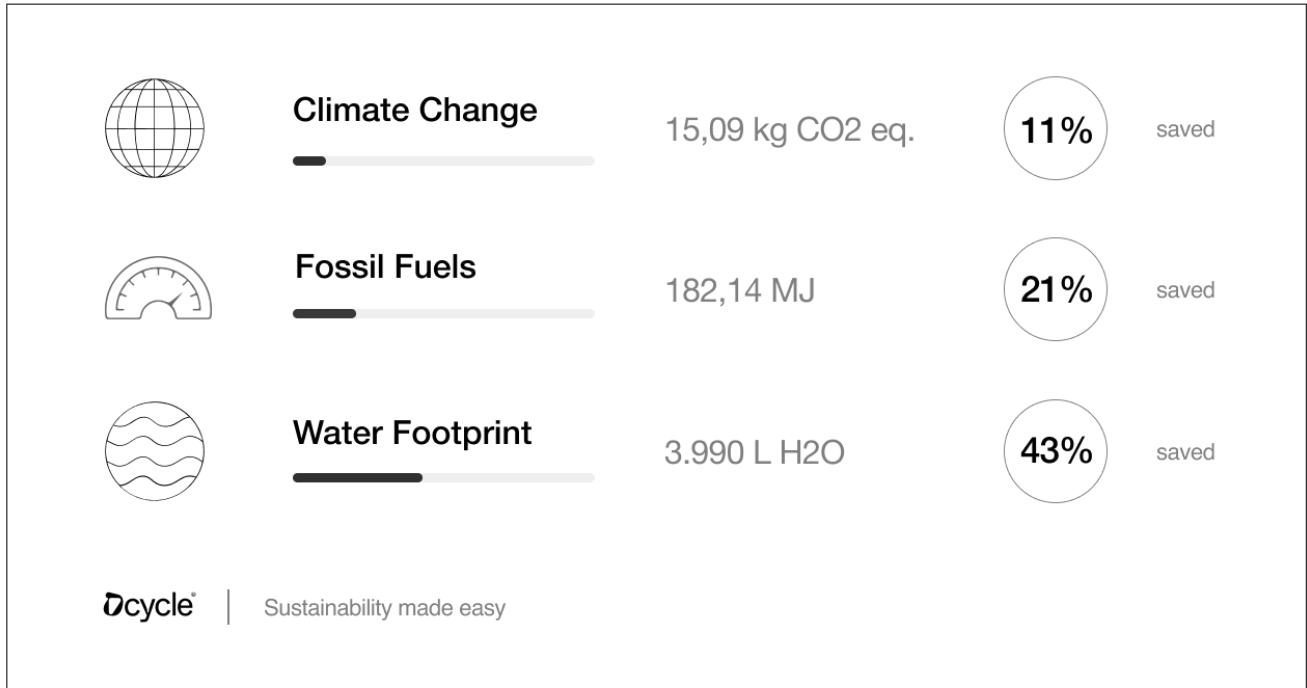 Climate Change
15,09 kg CO2 eq.
11%
saved
Fossil Fuels
182,14 MJ
21%
saved
Water Footprint
3.990 L H2O
43%
saved
Dcycle®
Sustainability made easy